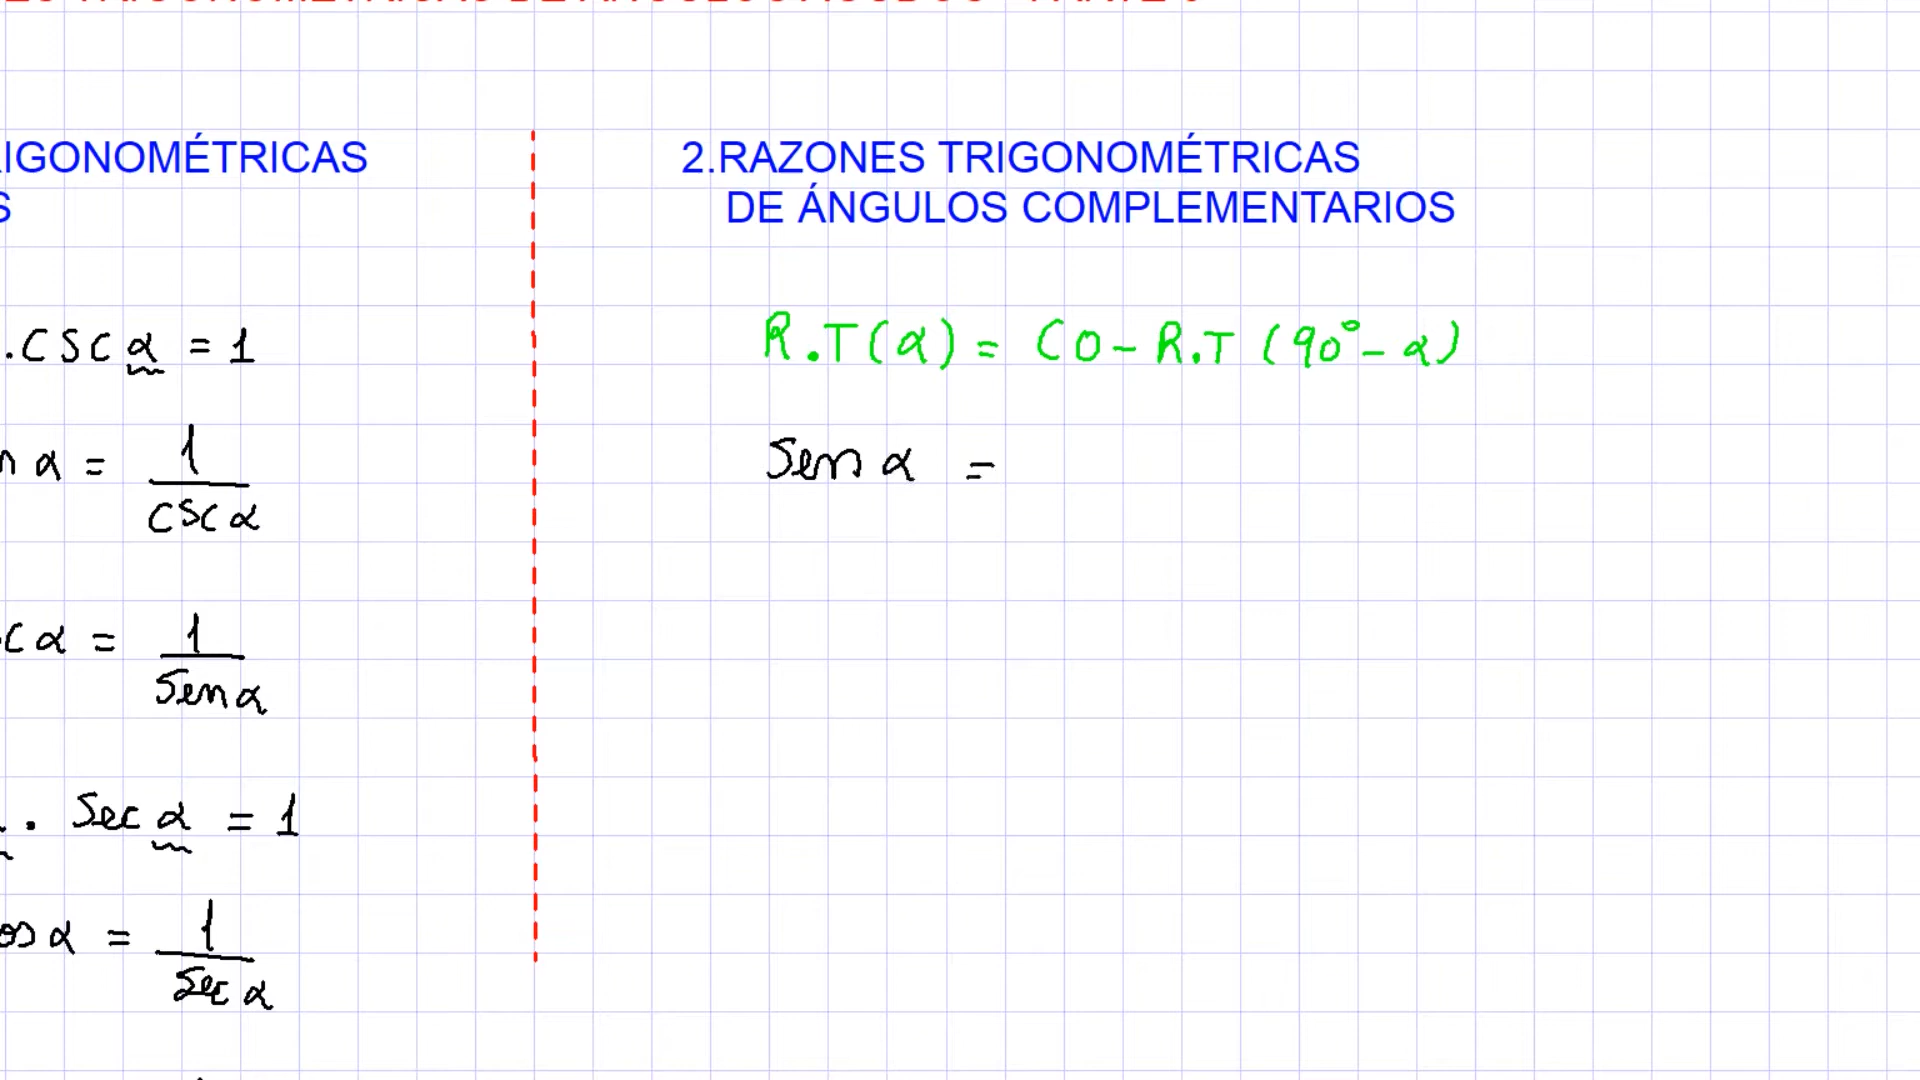 RIGONOMÉTRICAS
S
.CSC α = 1
n α = 1
CSC α
c α = 1
Sen α
. Sec α = 1
os α = 1
Sec α
2.RAZONES TRIGONOMÉTRICAS
DE ÁNGULOS COMPLEMENTARIOS
R.T(α) = CO-R.T (90°-α)
Sen α =